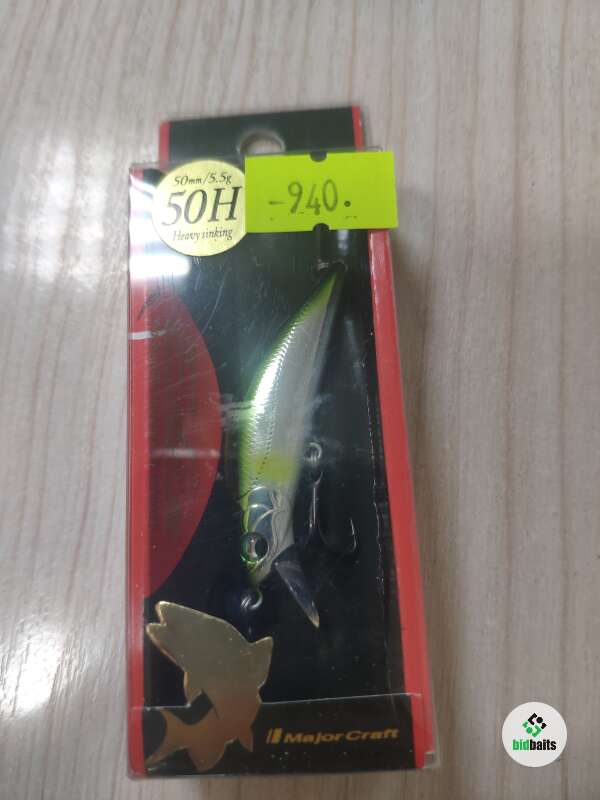 50mm/5.5g
50H
Heavy sinking
-940.
Major Craft
bidbaits